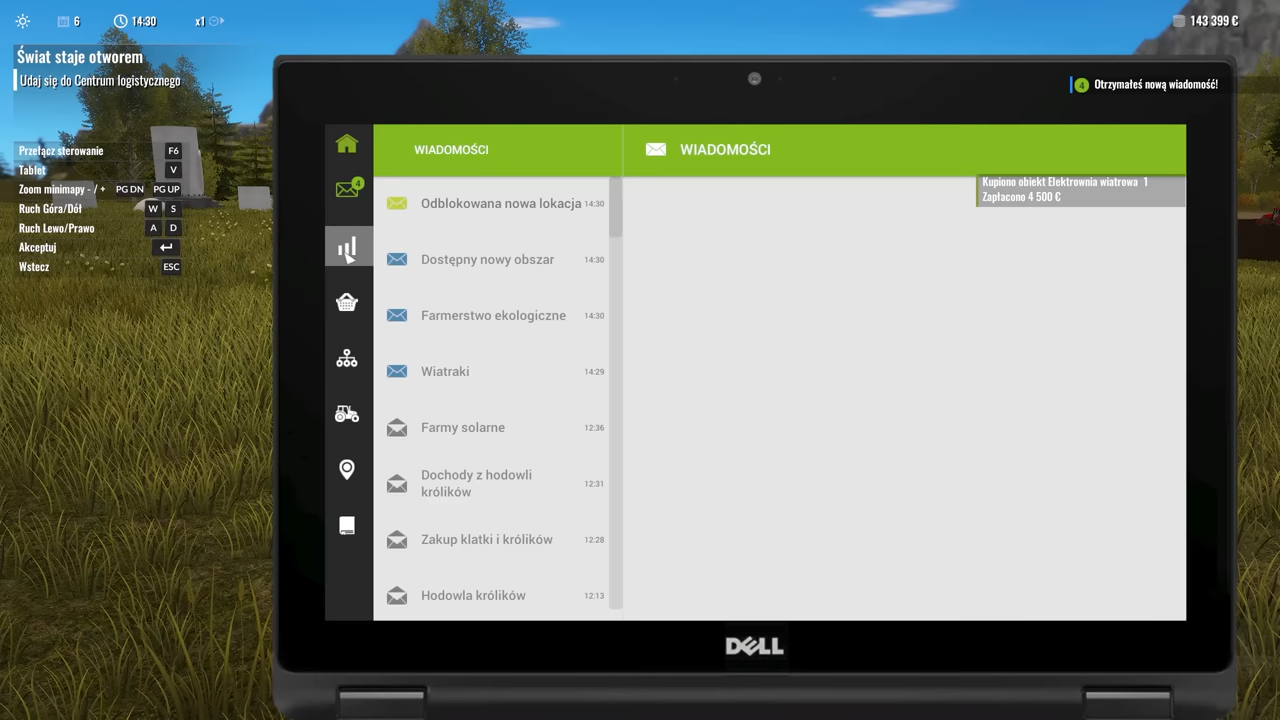 6
14:30
x1
143 399 €
Świat staje otworem
Udaj się do Centrum logistycznego
4
Otrzymałeś nową wiadomość!
Przełącz sterowanie F6
Tablet V
Zoom minimapy - / + PG DN PG UP
Ruch Góra/Dół W S
Ruch Lewo/Prawo A D
Akceptuj
Wstecz ESC
WIADOMOŚCI
WIADOMOŚCI
4
Kupiono obiekt Elektrownia wiatrowa 1
Zapłacono 4 500 €
Odblokowana nowa lokacja 14:30
Dostępny nowy obszar 14:30
Farmerstwo ekologiczne 14:30
Wiatraki 14:29
Farmy solarne 12:36
Dochody z hodowli
królików 12:31
Zakup klatki i królików 12:28
Hodowla królików 12:13
DELL